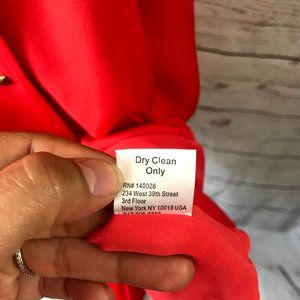 Dry Clean
Only
RN# 140026
234 West 39th Street
3rd Floor
New York NY 10018 USA